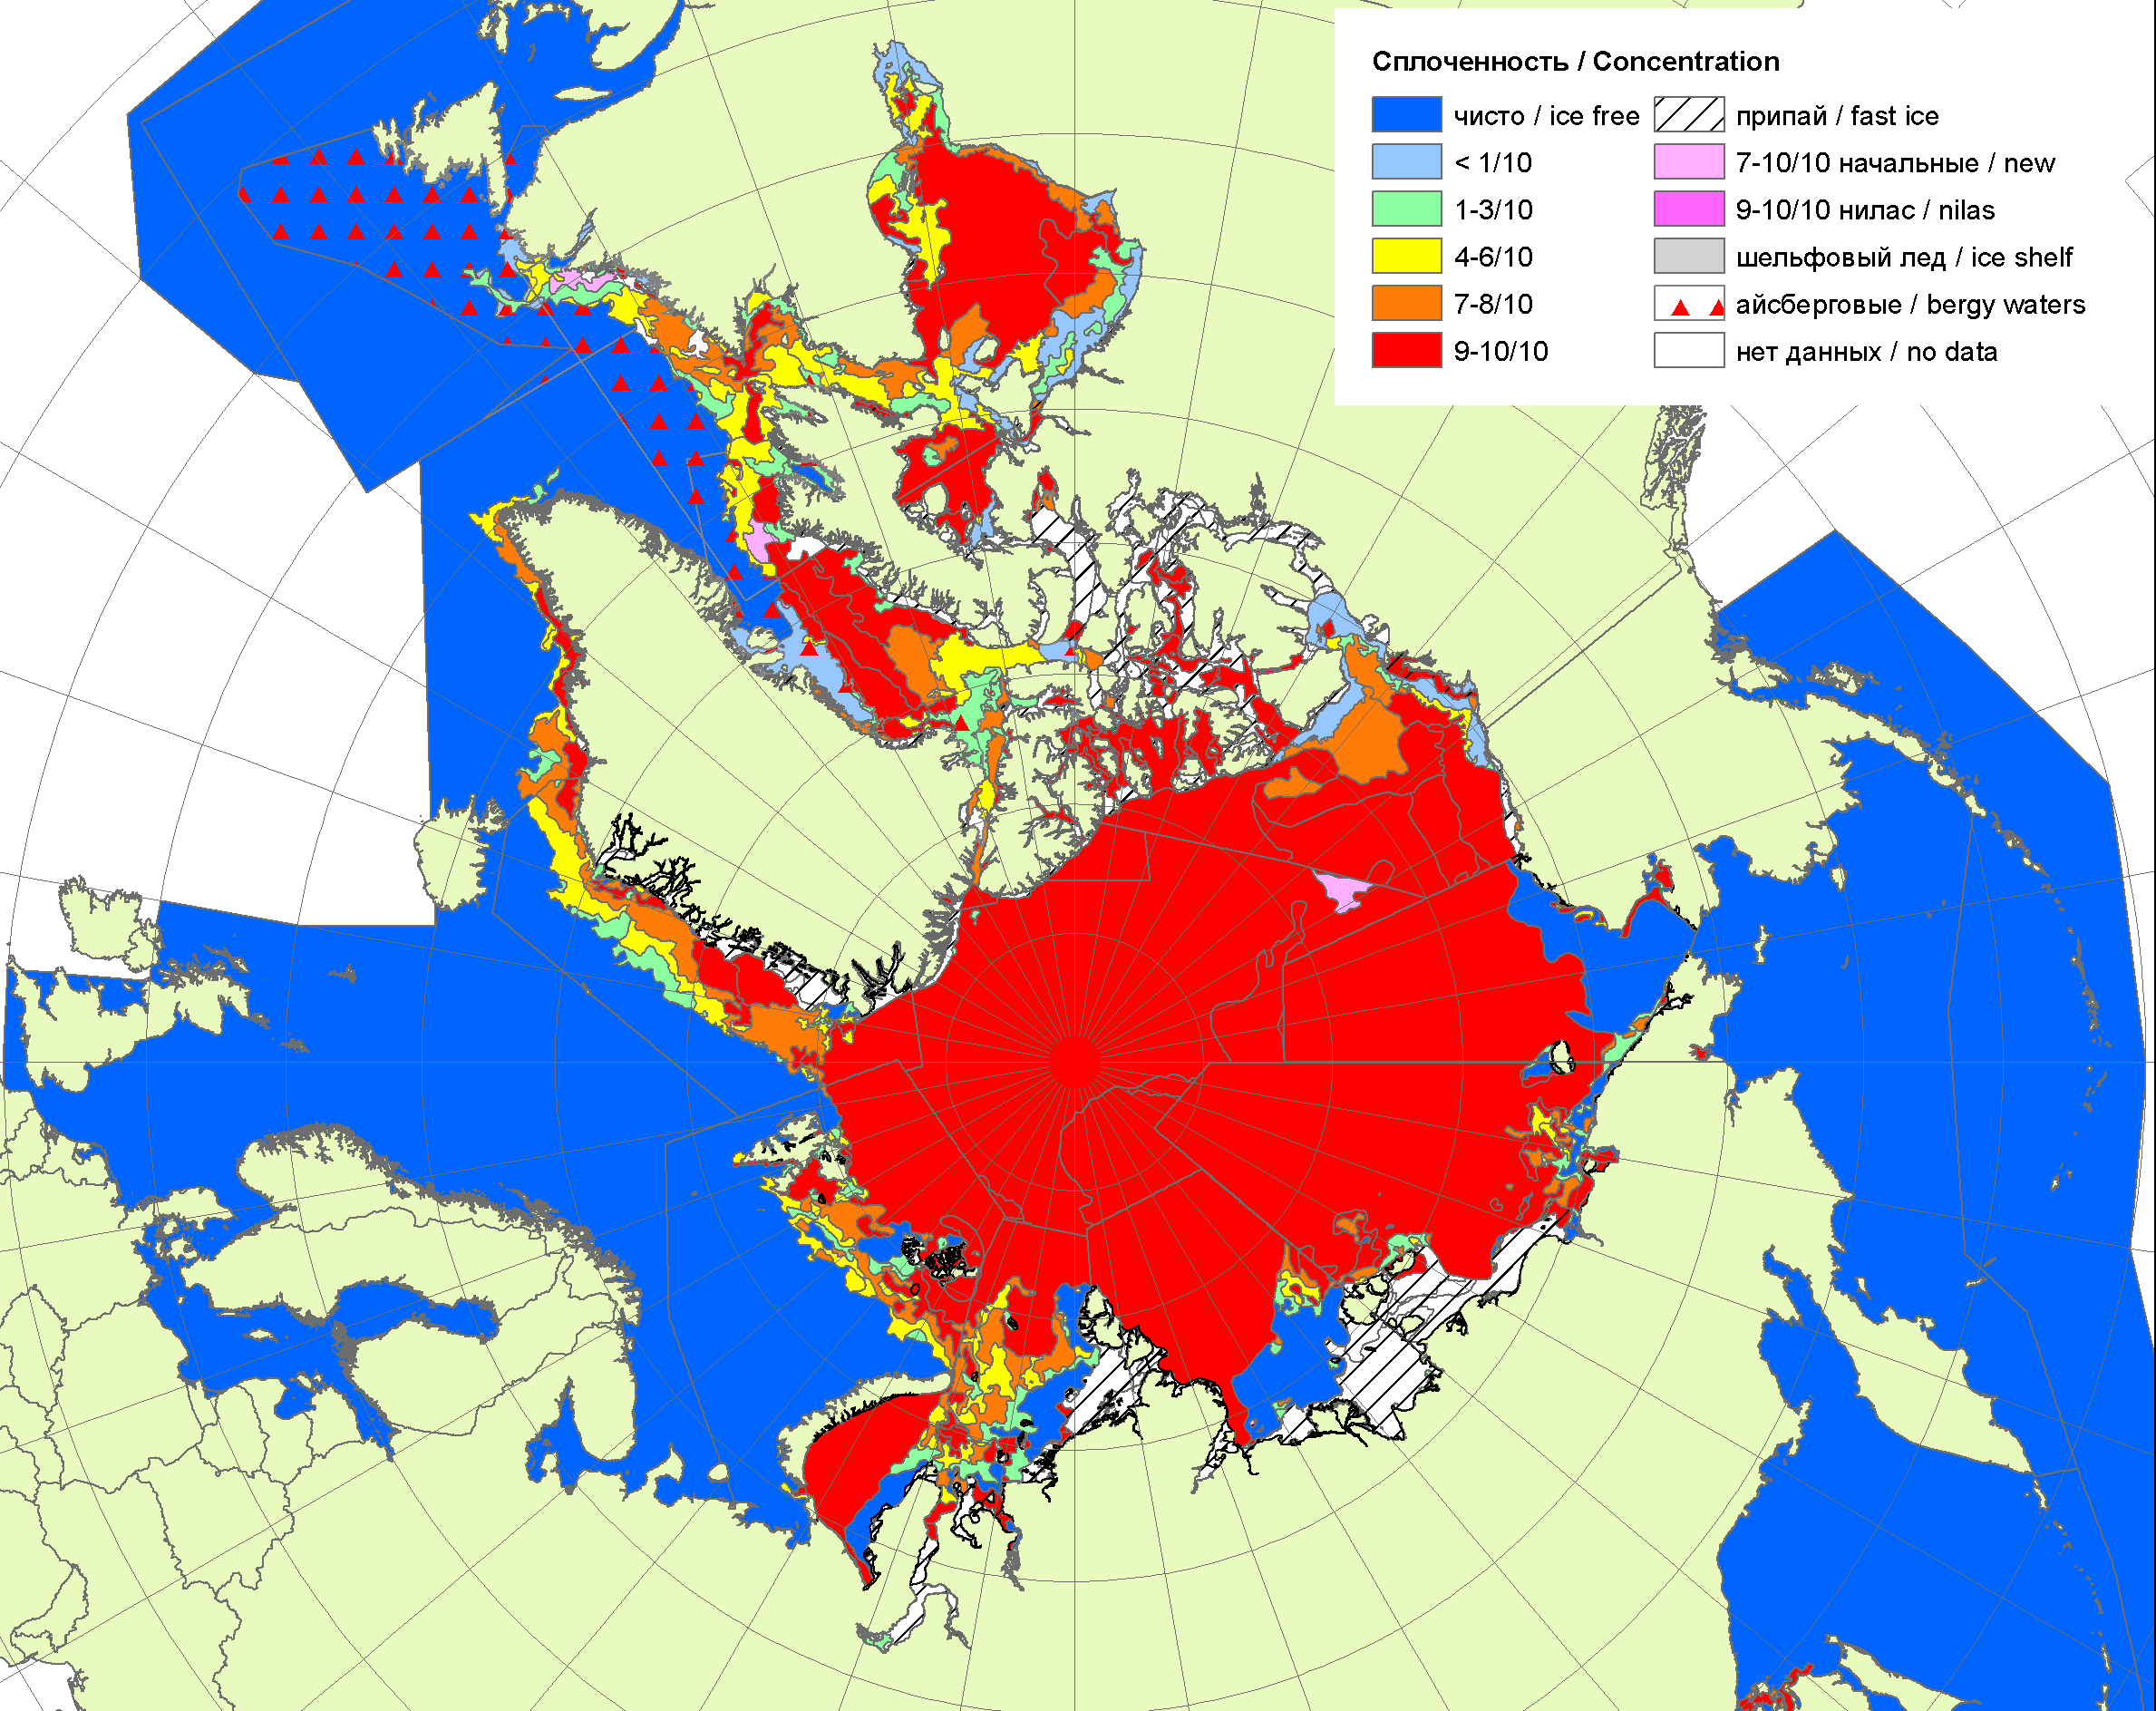 Сплоченность / Concentration
чисто / ice free
< 1/10
1-3/10
4-6/10
7-8/10
9-10/10
припай / fast ice
7-10/10 начальные / new
9-10/10 нилас / nilas
шельфовый лед / ice shelf
айсберговые / bergy waters
нет данных / no data